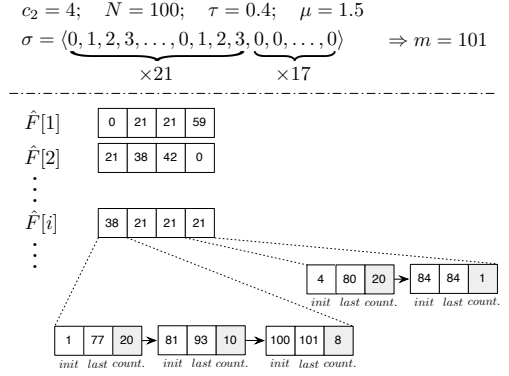 c₂ = 4; N = 100; τ = 0.4; μ = 1.5
σ = ⟨0, 1, 2, 3, . . . , 0, 1, 2, 3, 0, 0, . . . , 0⟩ ⇒ m = 101
×21 ×17
F̂[1] 0 21 21 59
F̂[2] 21 38 42 0
F̂[i] 38 21 21 21
4 80 20 84 84 1
init last count. init last count.
1 77 20 81 93 10 100 101 8
init last count. init last count. init last count.